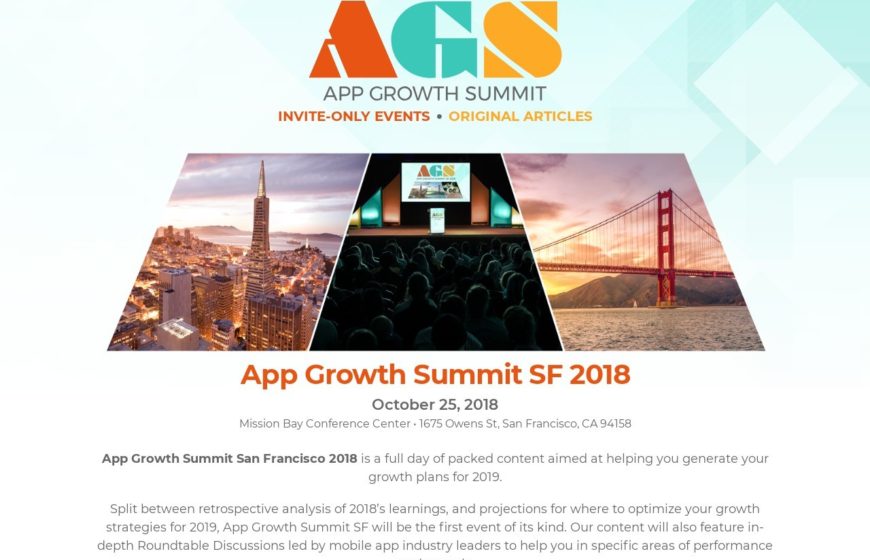 AGS
APP GROWTH SUMMIT
INVITE-ONLY EVENTS • ORIGINAL ARTICLES
AGS
App Growth Summit SF 2018
October 25, 2018
Mission Bay Conference Center • 1675 Owens St, San Francisco, CA 94158
App Growth Summit San Francisco 2018 is a full day of packed content aimed at helping you generate your
growth plans for 2019.
Split between retrospective analysis of 2018’s learnings, and projections for where to optimize your growth
strategies for 2019, App Growth Summit SF will be the first event of its kind. Our content will also feature in-
depth Roundtable Discussions led by mobile app industry leaders to help you in specific areas of performance